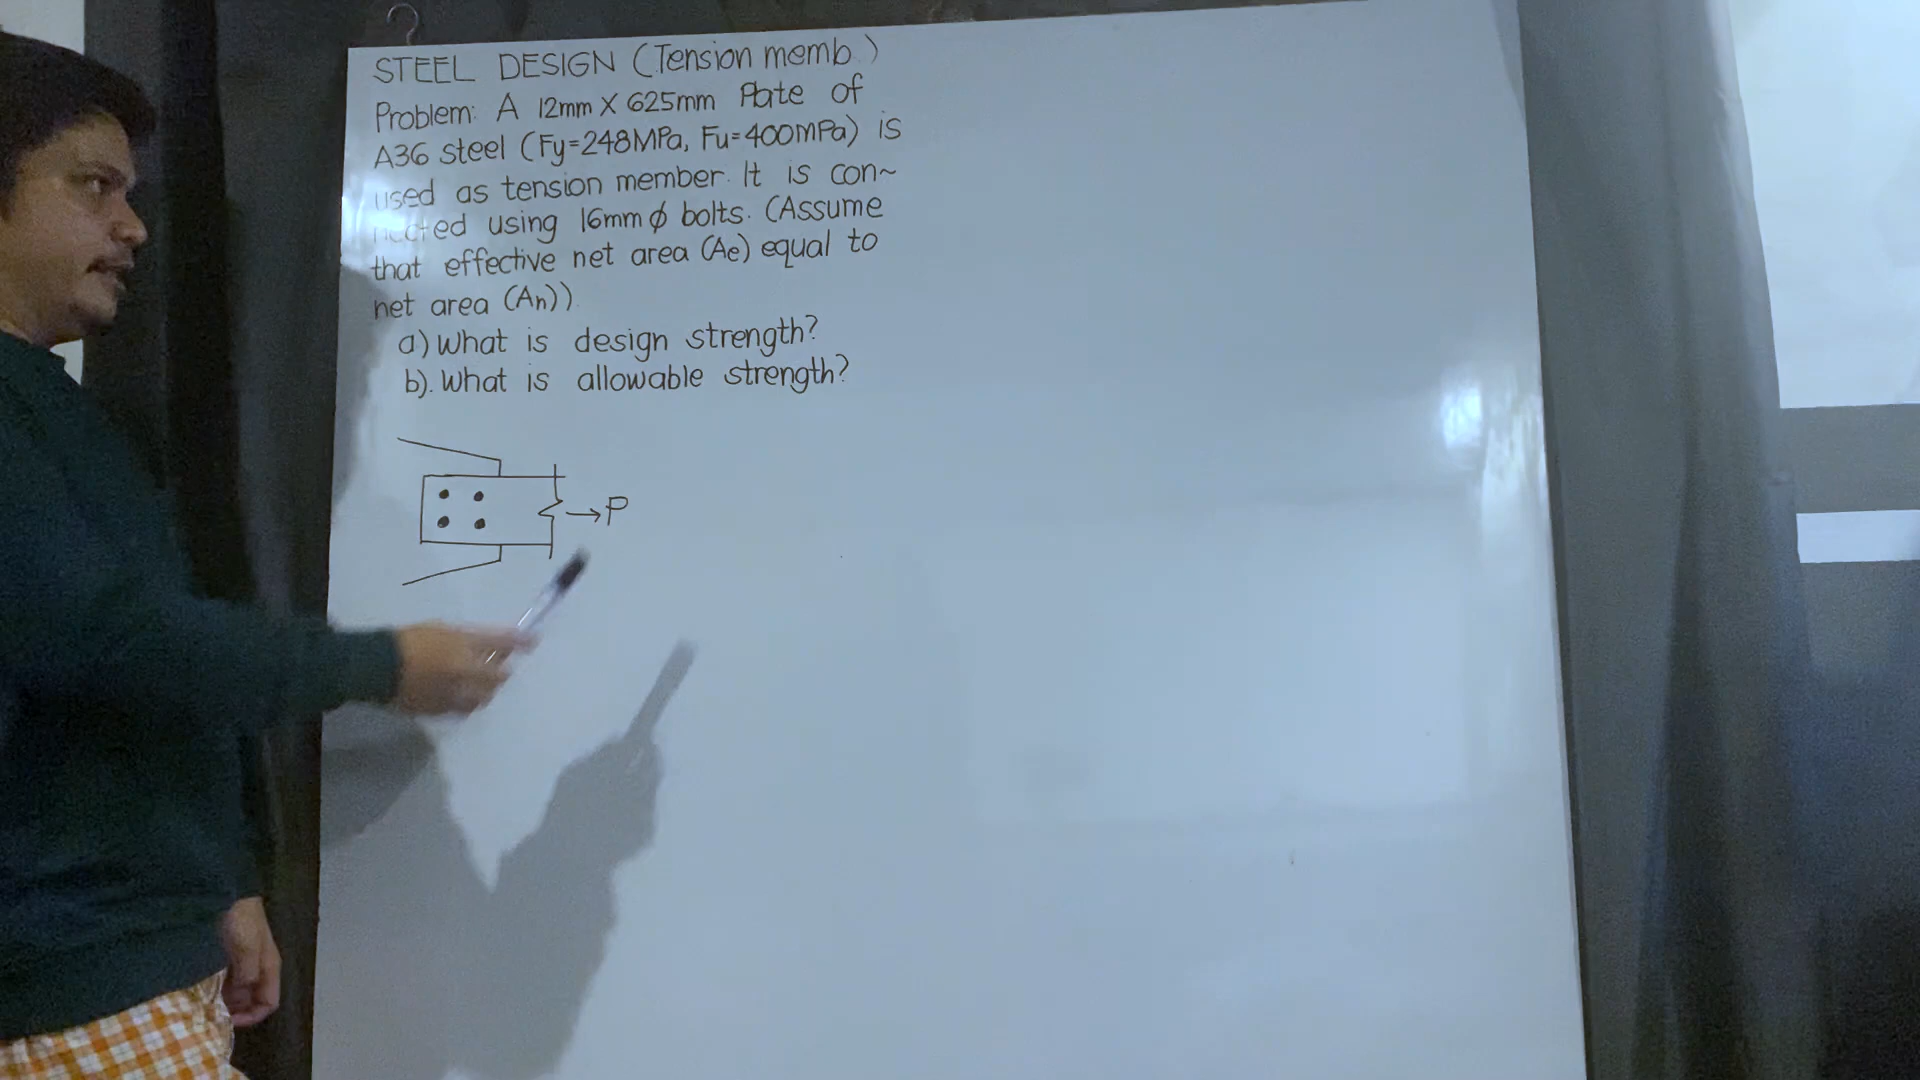 STEEL DESIGN (Tension memb.)
Problem: A 12mm X 625mm Plate of
A36 steel (Fy=248MPa, Fu=400MPa) is
used as tension member. It is con~
nected using 16mm ϕ bolts. (Assume
that effective net area (Ae) equal to
net area (An)).
a) What is design strength?
b). What is allowable strength?
→P